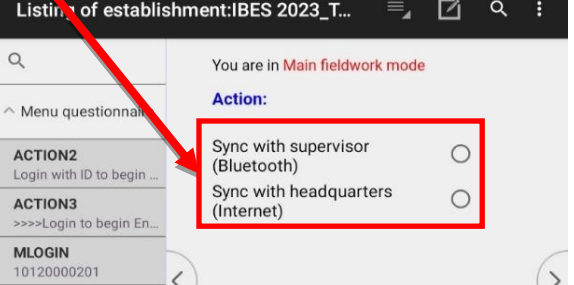 Listing of establishment:IBES 2023_T...
You are in Main fieldwork mode
Action:
Menu questionnai
Sync with supervisor
(Bluetooth)
Sync with headquarters
(Internet)
ACTION2
Login with ID to begin ...
ACTION3
>>>>Login to begin En...
MLOGIN
10120000201